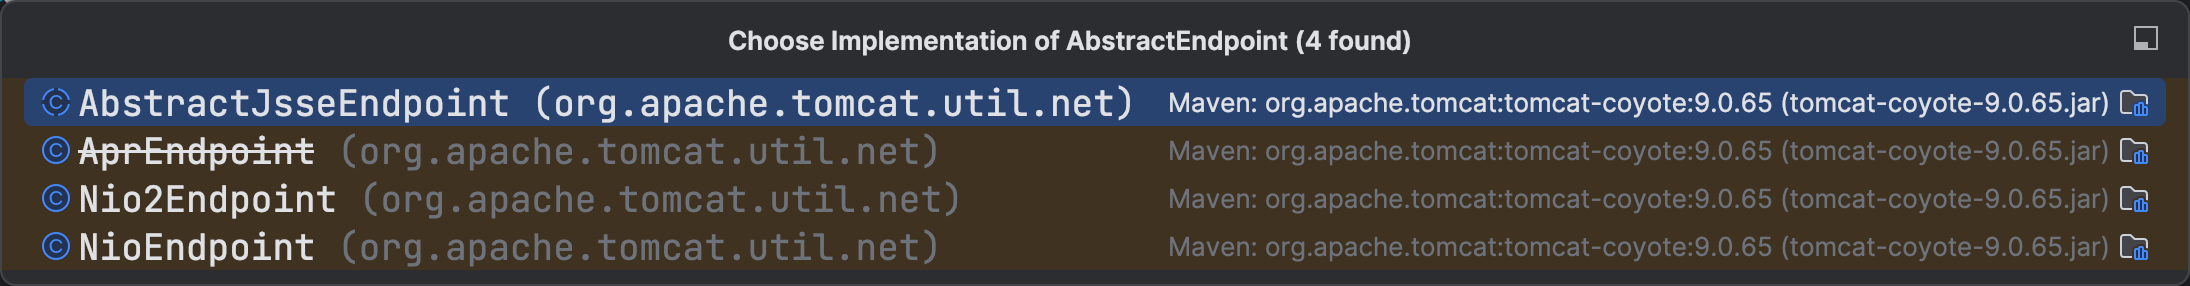 Choose Implementation of AbstractEndpoint (4 found)
AbstractJsseEndpoint (org.apache.tomcat.util.net) Maven: org.apache.tomcat:tomcat-coyote:9.0.65 (tomcat-coyote-9.0.65.jar)
AprEndpoint (org.apache.tomcat.util.net) Maven: org.apache.tomcat:tomcat-coyote:9.0.65 (tomcat-coyote-9.0.65.jar)
Nio2Endpoint (org.apache.tomcat.util.net) Maven: org.apache.tomcat:tomcat-coyote:9.0.65 (tomcat-coyote-9.0.65.jar)
NioEndpoint (org.apache.tomcat.util.net) Maven: org.apache.tomcat:tomcat-coyote:9.0.65 (tomcat-coyote-9.0.65.jar)